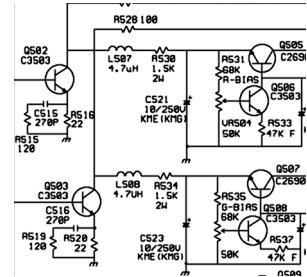 R528 100
Q502
C3503
L507
4.7uH
R530
1.5K
2W
R531
68K
R-BIAS
Q505
C2690
Q506
C3503
C521
10/250V
KME(KMG)
VR504
50K
R533
47K F
C515
270P
R516
22
R515
120
Q503
C3503
L508
4.7UH
R534
1.5K
2W
R535
G-BIAS
68K
Q507
C2690
Q508
C3503
C516
270P
R519
120
R520
22
C523
10/250V
KME(KMG)
50K
R537
47K F
Q509